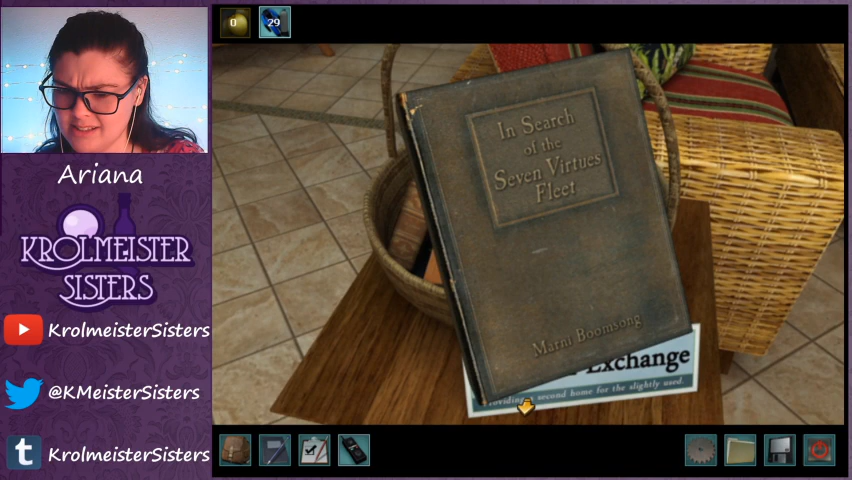 0
29
In Search
of the
Seven Virtues
Fleet
Marni Boomsong
Exchange
a second home for the slightly used.
Ariana
KROLMEISTER
SISTERS
KrolmeisterSisters
@KMeisterSisters
KrolmeisterSisters